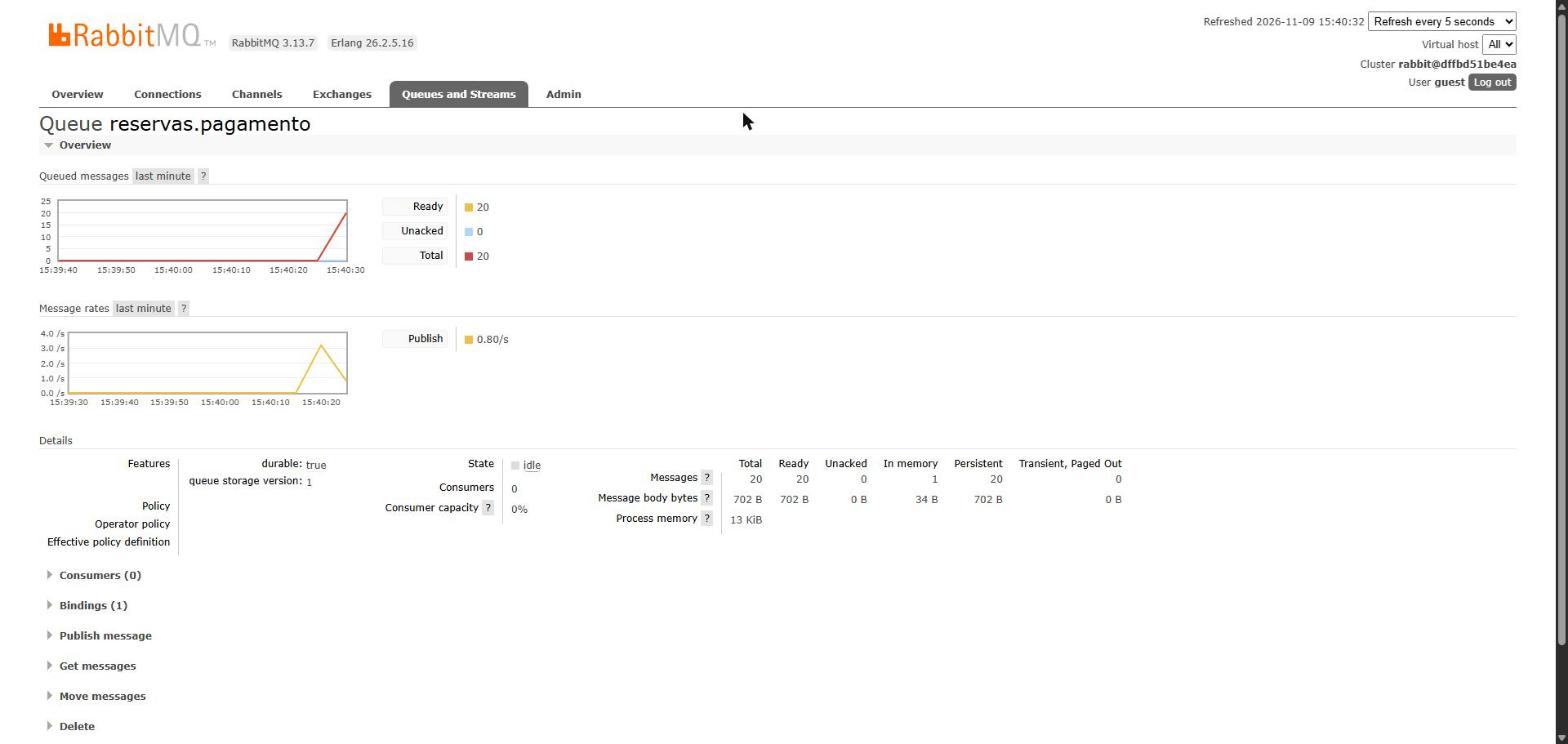 RabbitMQ TM RabbitMQ 3.13.7 Erlang 26.2.5.16
Refreshed 2026-11-09 15:40:32 Refresh every 5 seconds
Virtual host All
Cluster rabbit@dffbd51be4ea
User guest Log out
Overview Connections Channels Exchanges Queues and Streams Admin
Queue reservas.pagamento
Overview
Queued messages last minute ?
25
20
15
10
5
0
15:39:40 15:39:50 15:40:00 15:40:10 15:40:20 15:40:30
Ready 20
Unacked 0
Total 20
Message rates last minute ?
4.0 /s
3.0 /s
2.0 /s
1.0 /s
0.0 /s
15:39:30 15:39:40 15:39:50 15:40:00 15:40:10 15:40:20
Publish 0.80/s
Details
Features durable: true
queue storage version: 1
Policy
Operator policy
Effective policy definition
State idle
Consumers 0
Consumer capacity ? 0%
Total Ready Unacked In memory Persistent Transient, Paged Out
Messages ? 20 20 0 1 20 0
Message body bytes ? 702 B 702 B 0 B 34 B 702 B 0 B
Process memory ? 13 KiB
Consumers (0)
Bindings (1)
Publish message
Get messages
Move messages
Delete